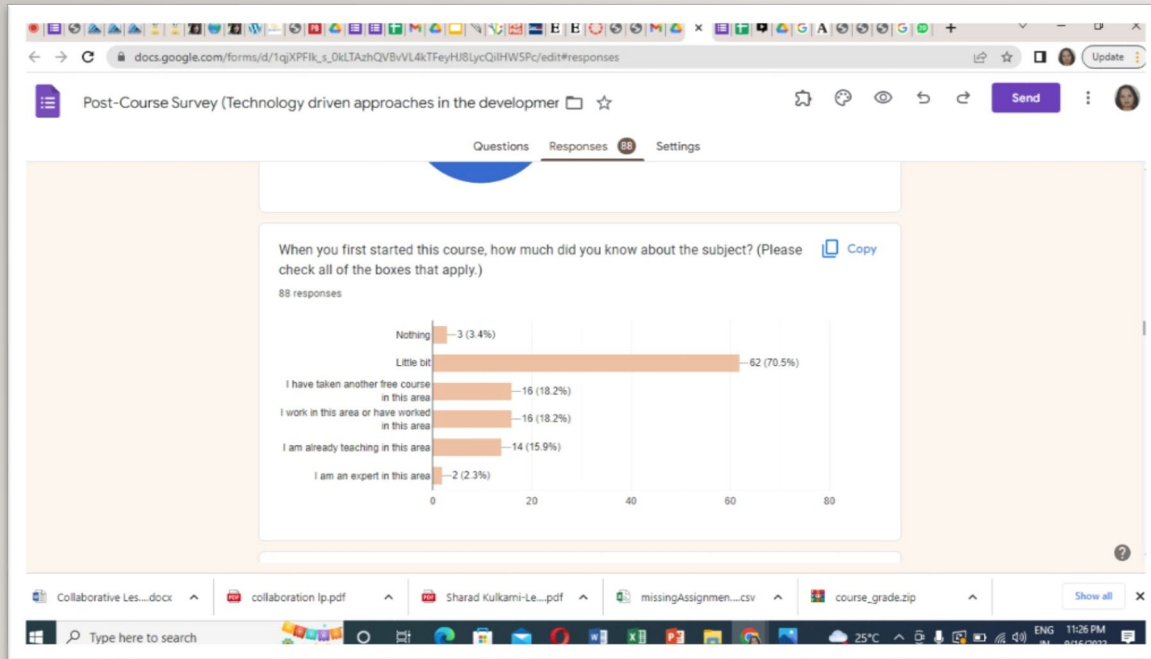 docs.google.com/forms/d/1qjXPFIk_s_0kLTAzhQVBvVL4kTFeyHJ8LycQilHW5Pc/edit#responses
Update
Post-Course Survey (Technology driven approaches in the developmer
Send
Questions Responses 88 Settings
When you first started this course, how much did you know about the subject? (Please
check all of the boxes that apply.)
Copy
88 responses
Nothing 3 (3.4%)
Little bit 62 (70.5%)
I have taken another free course
in this area 16 (18.2%)
I work in this area or have worked
in this area 16 (18.2%)
I am already teaching in this area 14 (15.9%)
I am an expert in this area 2 (2.3%)
0 20 40 60 80
Collaborative Les....docx
collaboration lp.pdf
Sharad Kulkarni-Le....pdf
missingAssignmen....csv
course_grade.zip
Show all
Type here to search
25°C
ENG 11:26 PM